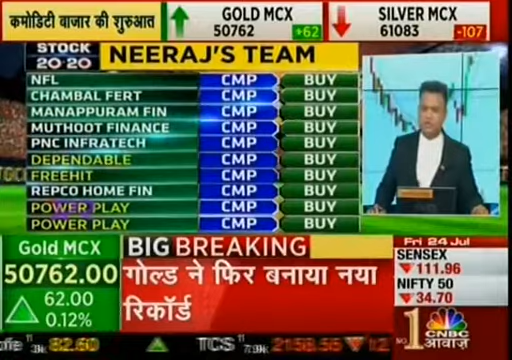 कमोडिटी बाजार की शुरुआत
GOLD MCX
50762 +62
SILVER MCX
61083 -107
STOCK
20-20
NEERAJ'S TEAM
NFL CMP BUY
CHAMBAL FERT CMP BUY
MANAPPURAM FIN CMP BUY
MUTHOOT FINANCE CMP BUY
PNC INFRATECH CMP BUY
DEPENDABLE CMP BUY
FREEHIT CMP BUY
REPCO HOME FIN CMP BUY
POWER PLAY CMP BUY
POWER PLAY CMP BUY
Gold MCX
50762.00
62.00
0.12%
BIG BREAKING
गोल्ड ने फिर बनाया नया
रिकॉर्ड
Fri 24 Jul
SENSEX
111.96
NIFTY 50
34.70
NO 1 CNBC
आवाज़
TCS